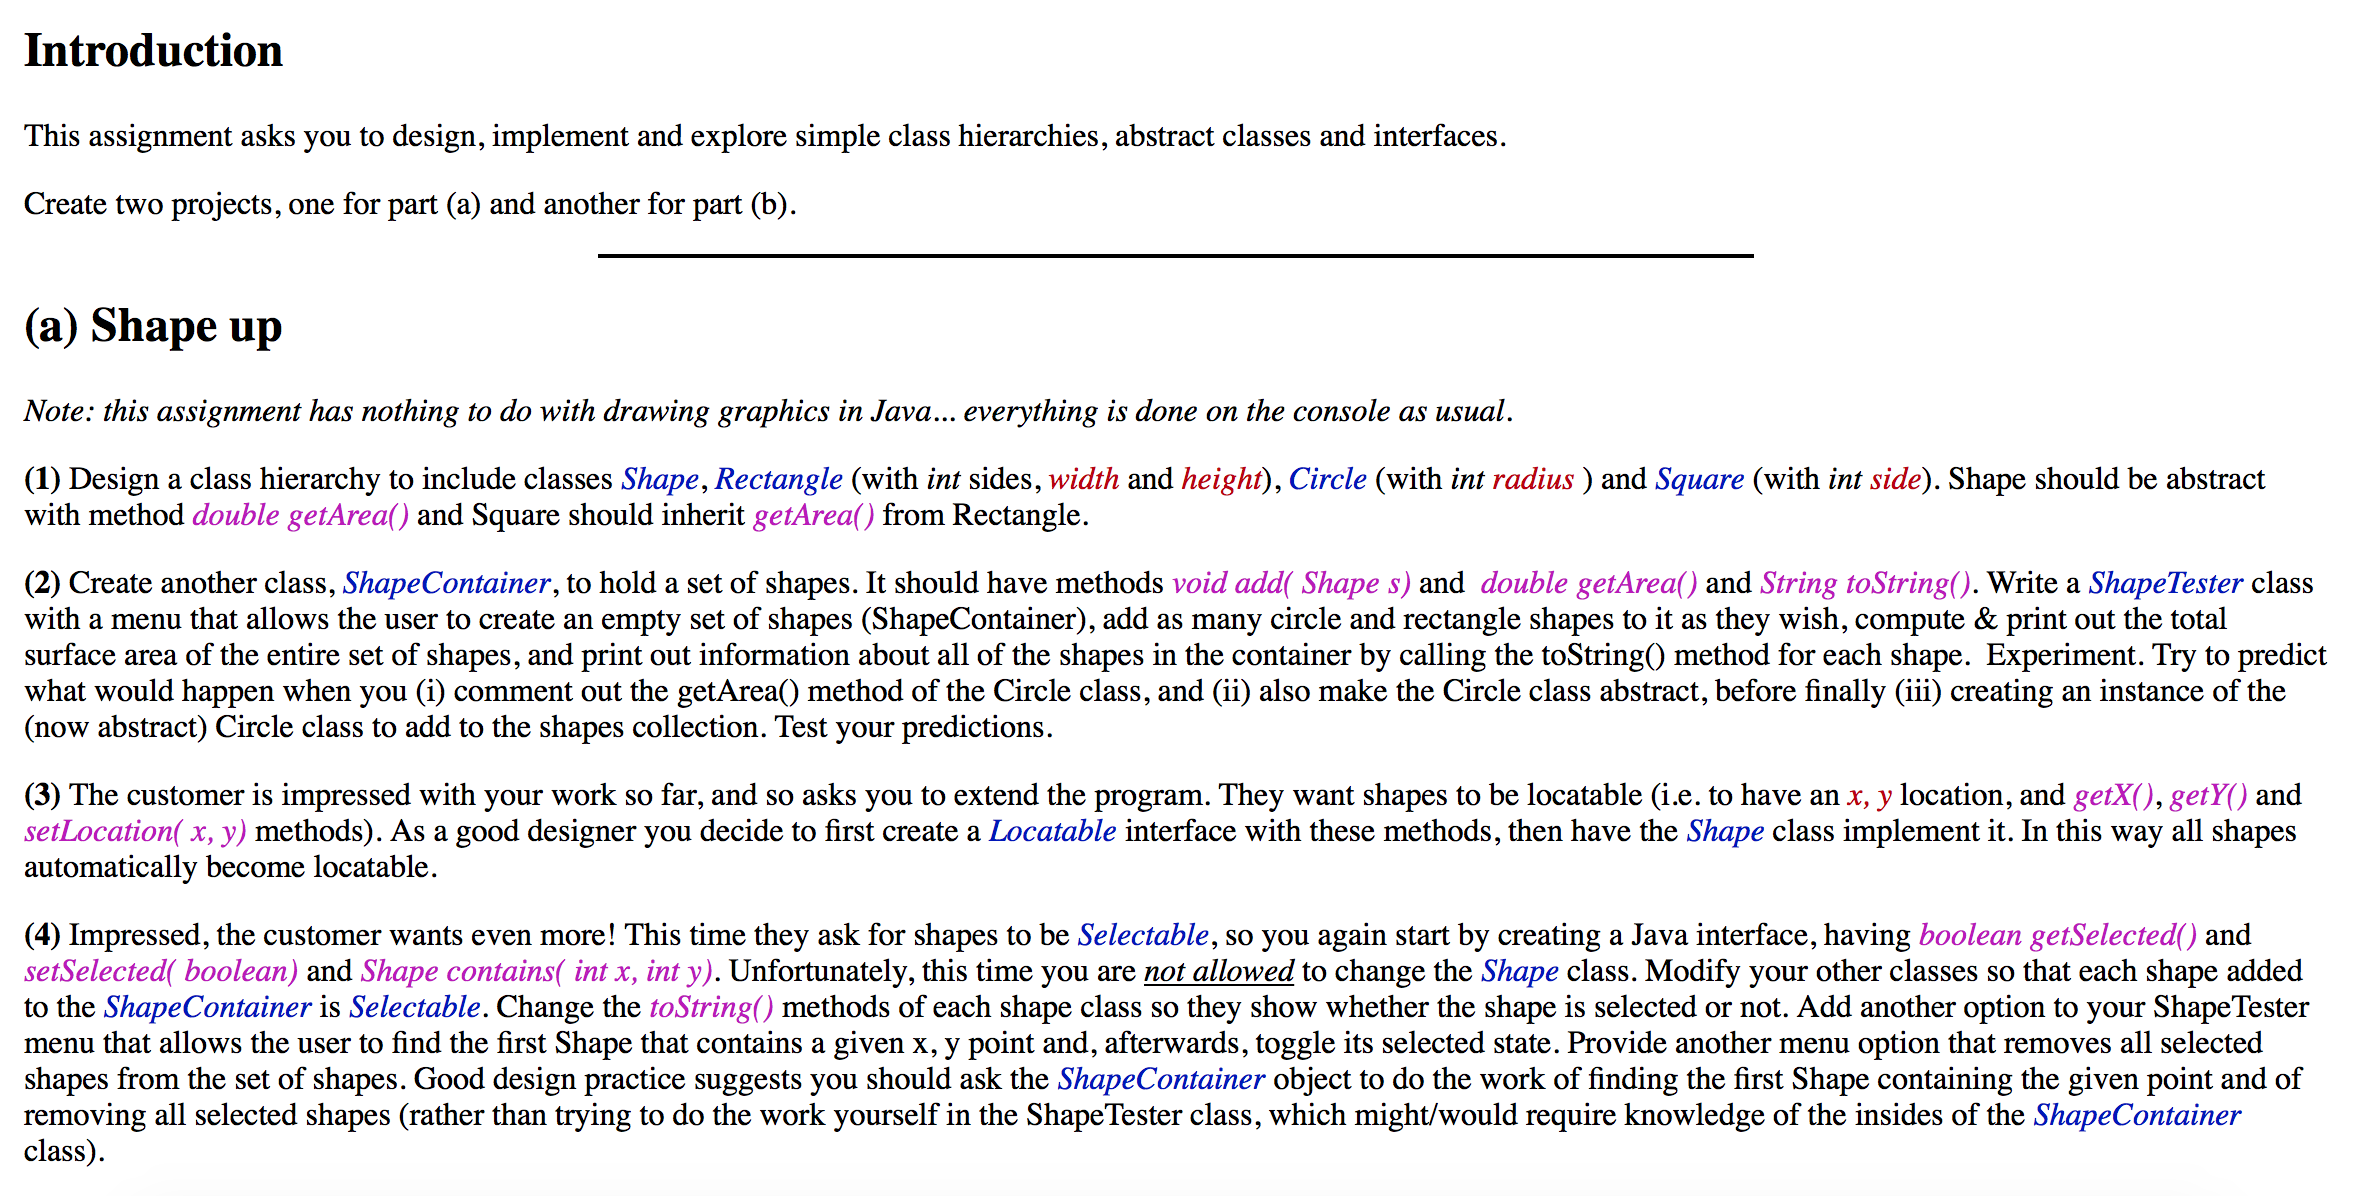 Introduction
This assignment asks you to design, implement and explore simple class hierarchies, abstract classes and interfaces.
Create two projects, one for part (a) and another for part (b).
(a) Shape up
Note: this assignment has nothing to do with drawing graphics in Java... everything is done on the console as usual.
(1) Design a class hierarchy to include classes Shape, Rectangle (with int sides, width and height), Circle (with int radius ) and Square (with int side). Shape should be abstract
with method double getArea() and Square should inherit getArea() from Rectangle.
(2) Create another class, ShapeContainer, to hold a set of shapes. It should have methods void add( Shape s) and  double getArea() and String toString(). Write a ShapeTester class
with a menu that allows the user to create an empty set of shapes (ShapeContainer), add as many circle and rectangle shapes to it as they wish, compute & print out the total
surface area of the entire set of shapes, and print out information about all of the shapes in the container by calling the toString() method for each shape.  Experiment. Try to predict
what would happen when you (i) comment out the getArea() method of the Circle class, and (ii) also make the Circle class abstract, before finally (iii) creating an instance of the
(now abstract) Circle class to add to the shapes collection. Test your predictions.
(3) The customer is impressed with your work so far, and so asks you to extend the program. They want shapes to be locatable (i.e. to have an x, y location, and getX(), getY() and
setLocation( x, y) methods). As a good designer you decide to first create a Locatable interface with these methods, then have the Shape class implement it. In this way all shapes
automatically become locatable.
(4) Impressed, the customer wants even more! This time they ask for shapes to be Selectable, so you again start by creating a Java interface, having boolean getSelected() and
setSelected( boolean) and Shape contains( int x, int y). Unfortunately, this time you are not allowed to change the Shape class. Modify your other classes so that each shape added
to the ShapeContainer is Selectable. Change the toString() methods of each shape class so they show whether the shape is selected or not. Add another option to your ShapeTester
menu that allows the user to find the first Shape that contains a given x, y point and, afterwards, toggle its selected state. Provide another menu option that removes all selected
shapes from the set of shapes. Good design practice suggests you should ask the ShapeContainer object to do the work of finding the first Shape containing the given point and of
removing all selected shapes (rather than trying to do the work yourself in the ShapeTester class, which might/would require knowledge of the insides of the ShapeContainer
class).